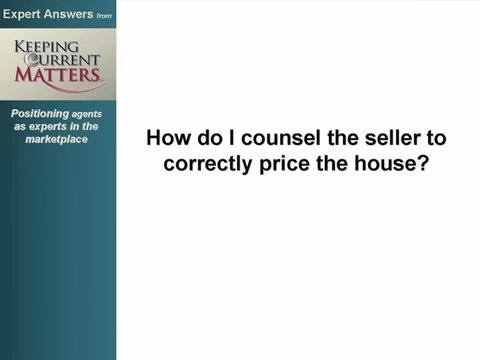 Expert Answers from
KEEPING
CURRENT
MATTERS
Positioning agents
as experts in the
marketplace
How do I counsel the seller to
correctly price the house?